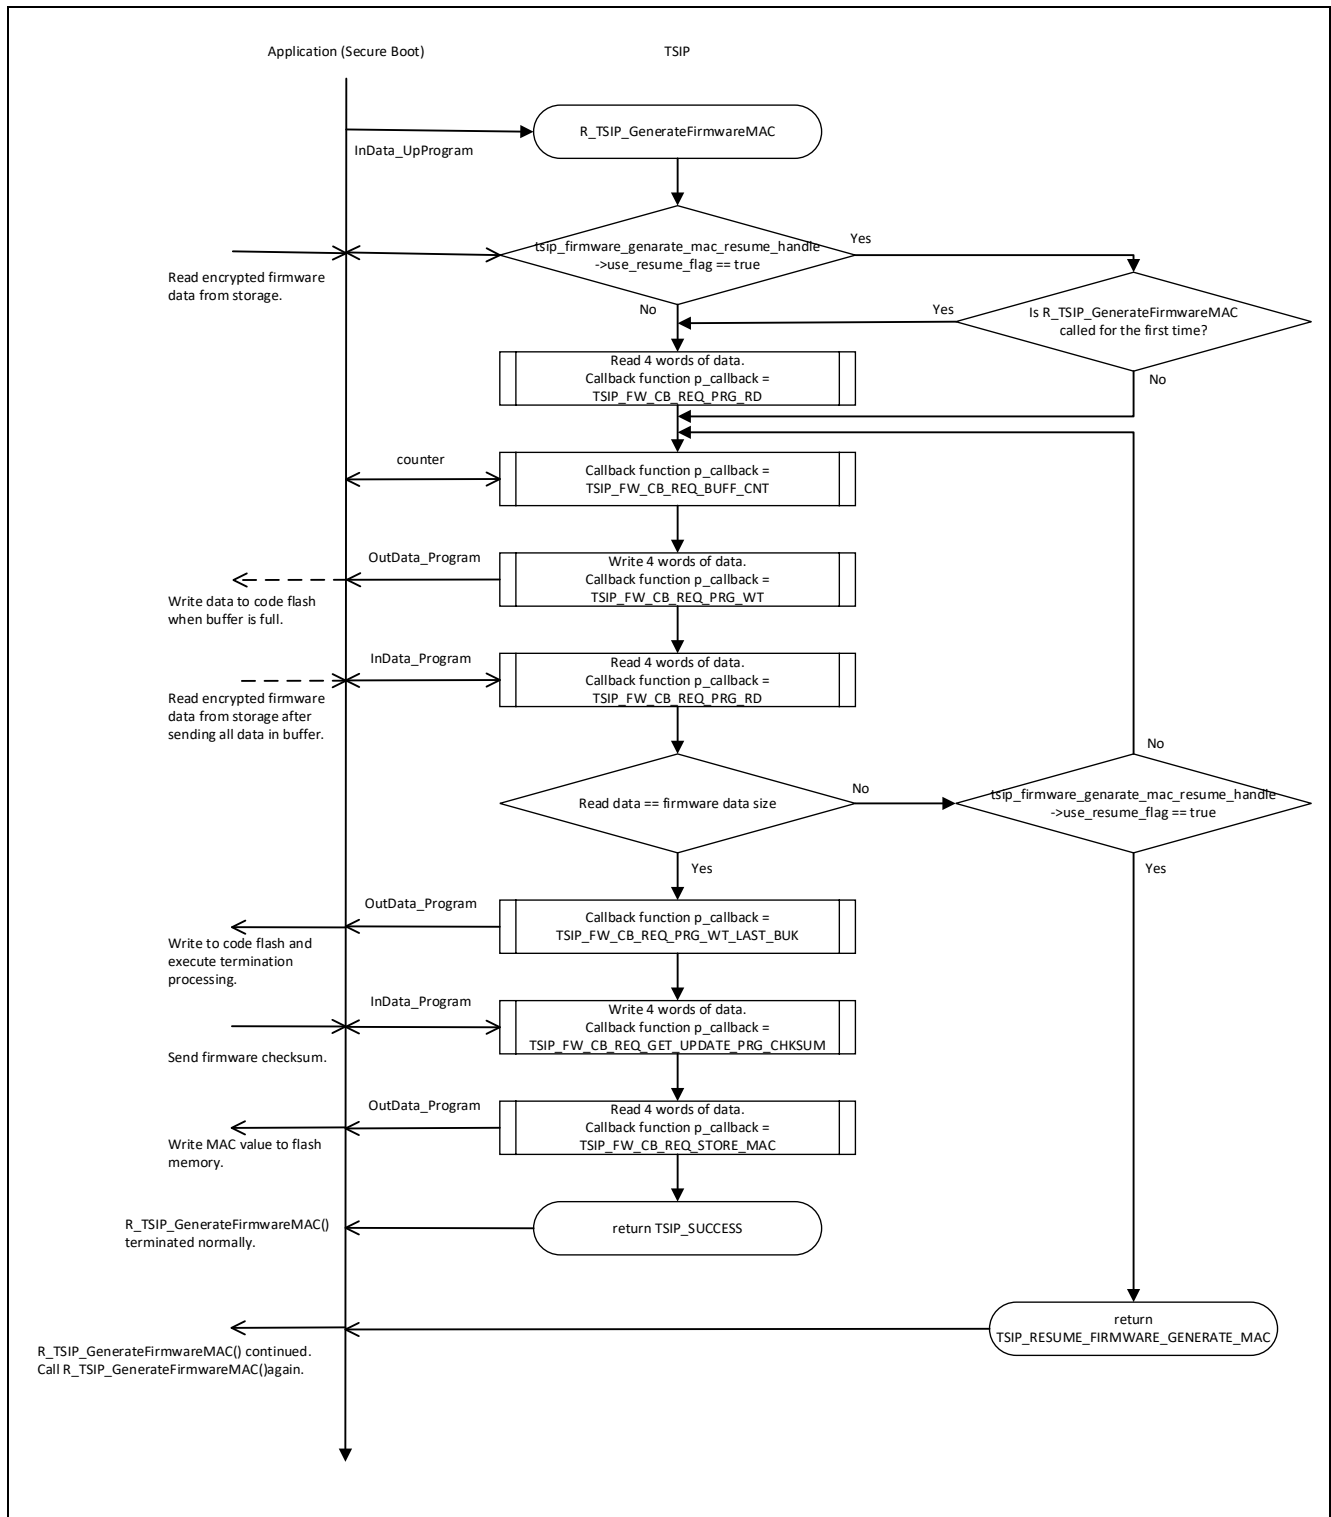 Application (Secure Boot)
TSIP
R_TSIP_GenerateFirmwareMAC
InData_UpProgram
tsip_firmware_genarate_mac_resume_handle
->use_resume_flag == true
Yes
Read encrypted firmware
data from storage.
No
Yes
Is R_TSIP_GenerateFirmwareMAC
called for the first time?
No
Read 4 words of data.
Callback function p_callback =
TSIP_FW_CB_REQ_PRG_RD
counter
Callback function p_callback =
TSIP_FW_CB_REQ_BUFF_CNT
OutData_Program
Write 4 words of data.
Callback function p_callback =
TSIP_FW_CB_REQ_PRG_WT
Write data to code flash
when buffer is full.
InData_Program
Read 4 words of data.
Callback function p_callback =
TSIP_FW_CB_REQ_PRG_RD
Read encrypted firmware
data from storage after
sending all data in buffer.
No
Read data == firmware data size
No
tsip_firmware_genarate_mac_resume_handle
->use_resume_flag == true
Yes
Yes
OutData_Program
Callback function p_callback =
TSIP_FW_CB_REQ_PRG_WT_LAST_BUK
Write to code flash and
execute termination
processing.
InData_Program
Write 4 words of data.
Callback function p_callback =
TSIP_FW_CB_REQ_GET_UPDATE_PRG_CHKSUM
Send firmware checksum.
OutData_Program
Read 4 words of data.
Callback function p_callback =
TSIP_FW_CB_REQ_STORE_MAC
Write MAC value to flash
memory.
R_TSIP_GenerateFirmwareMAC()
terminated normally.
return TSIP_SUCCESS
return
TSIP_RESUME_FIRMWARE_GENERATE_MAC
R_TSIP_GenerateFirmwareMAC() continued.
Call R_TSIP_GenerateFirmwareMAC()again.